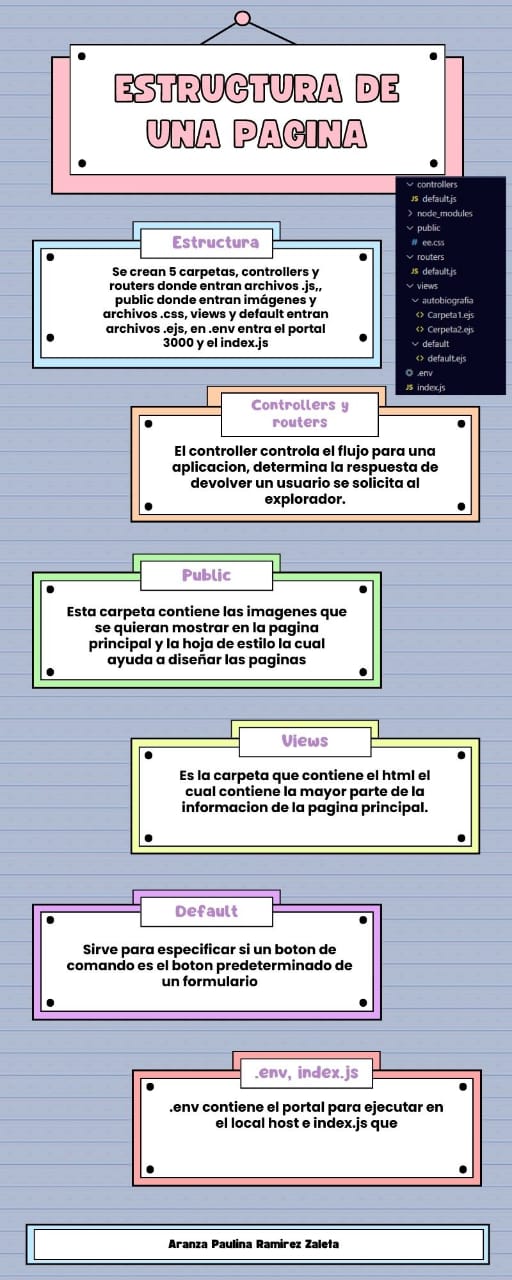 ESTRUCTURA DE
UNA PAGINA
controllers
JS default.js
node_modules
public
# ee.css
routers
JS default.js
views
autobiografia
<> Carpeta1.ejs
<> Cerpeta2.ejs
default
<> default.ejs
.env
JS index.js
Estructura
Se crean 5 carpetas, controllers y
routers donde entran archivos .js,,
public donde entran imágenes y
archivos .css, views y default entran
archivos .ejs, en .env entra el portal
3000 y el index.js
Controllers y
routers
El controller controla el flujo para una
aplicacion, determina la respuesta de
devolver un usuario se solicita al
explorador.
Public
Esta carpeta contiene las imagenes que
se quieran mostrar en la pagina
principal y la hoja de estilo la cual
ayuda a diseñar las paginas
Views
Es la carpeta que contiene el html el
cual contiene la mayor parte de la
informacion de la pagina principal.
Default
Sirve para especificar si un boton de
comando es el boton predeterminado de
un formulario
.env, index.js
.env contiene el portal para ejecutar en
el local host e index.js que
Aranza Paulina Ramirez Zaleta